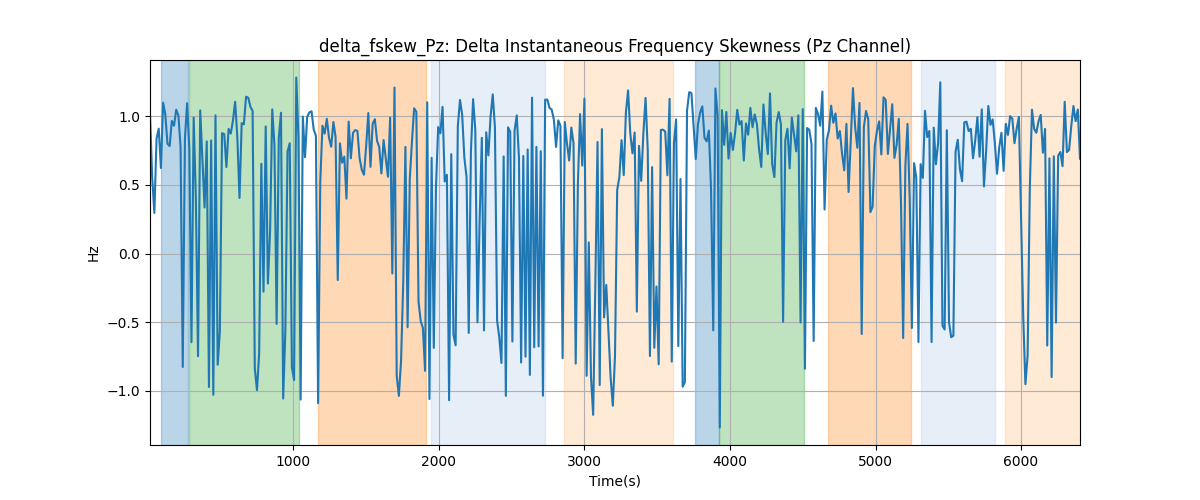 delta_fskew_Pz: Delta Instantaneous Frequency Skewness (Pz Channel)
Hz
1.0
0.5
0.0
−0.5
−1.0
1000 2000 3000 4000 5000 6000
Time(s)